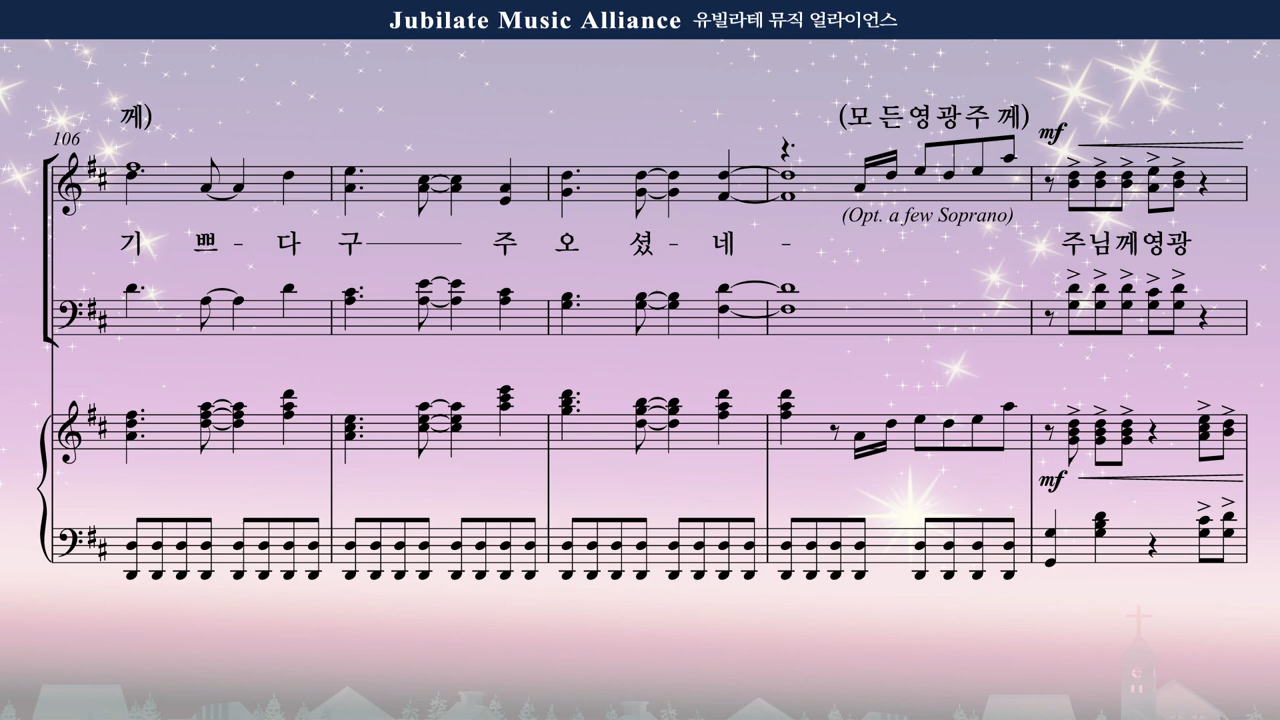 Jubilate Music Alliance 유빌라테 뮤직 얼라이언스
께) (모 든 영 광 주 께)
106
mf
(Opt. a few Soprano)
기 쁘 - 다 구 주 오 셨 - 네 - 주 님 께 영 광
mf